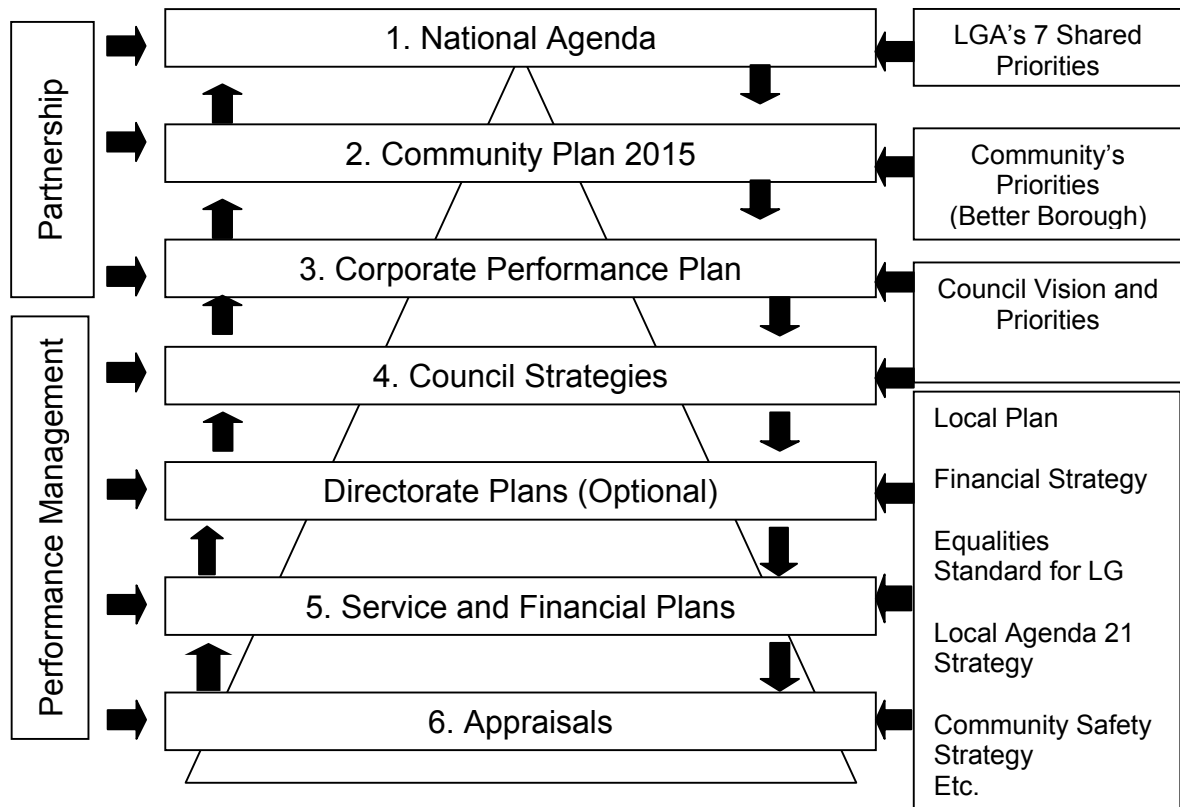 Partnership
Performance Management
1. National Agenda
2. Community Plan 2015
3. Corporate Performance Plan
4. Council Strategies
Directorate Plans (Optional)
5. Service and Financial Plans
6. Appraisals
LGA's 7 Shared
Priorities
Community's
Priorities
(Better Borough)
Council Vision and
Priorities
Local Plan
Financial Strategy
Equalities
Standard for LG
Local Agenda 21
Strategy
Community Safety
Strategy
Etc.